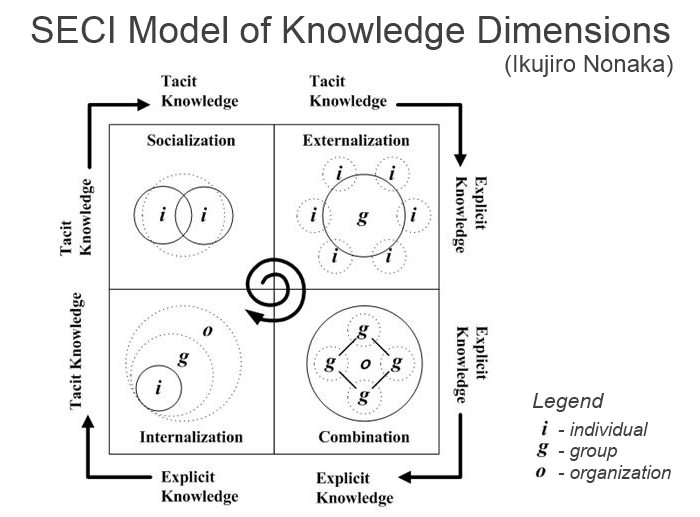 SECI Model of Knowledge Dimensions
(Ikujiro Nonaka)
Tacit
Knowledge
Tacit
Knowledge
Socialization
Externalization
i
i
i
i
i
g
i
i
i
Tacit
Knowledge
Explicit
Knowledge
Tacit Knowledge
Explicit
Knowledge
o
g
i
g
g
o
g
g
Internalization
Combination
Explicit
Knowledge
Explicit
Knowledge
Legend
i - individual
g - group
o - organization